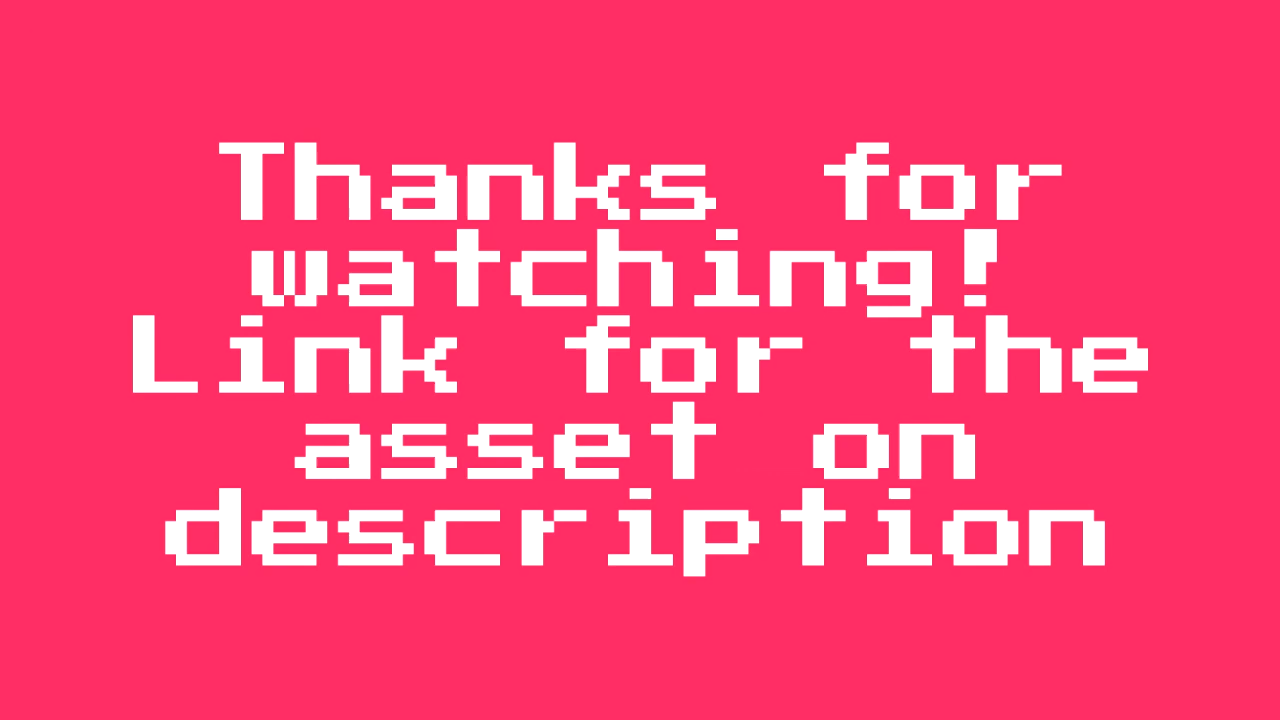 Thanks for
watching!
Link for the
asset on
description